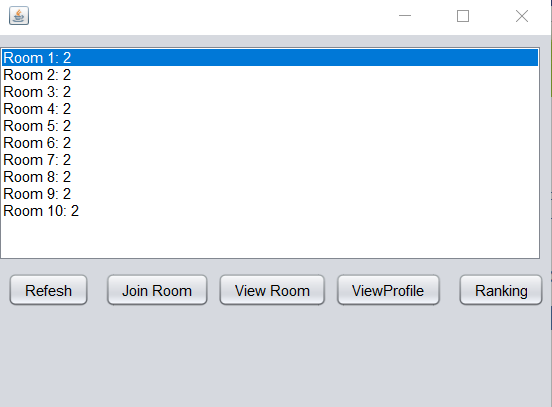 Room 1: 2
Room 2: 2
Room 3: 2
Room 4: 2
Room 5: 2
Room 6: 2
Room 7: 2
Room 8: 2
Room 9: 2
Room 10: 2
Refesh Join Room View Room ViewProfile Ranking